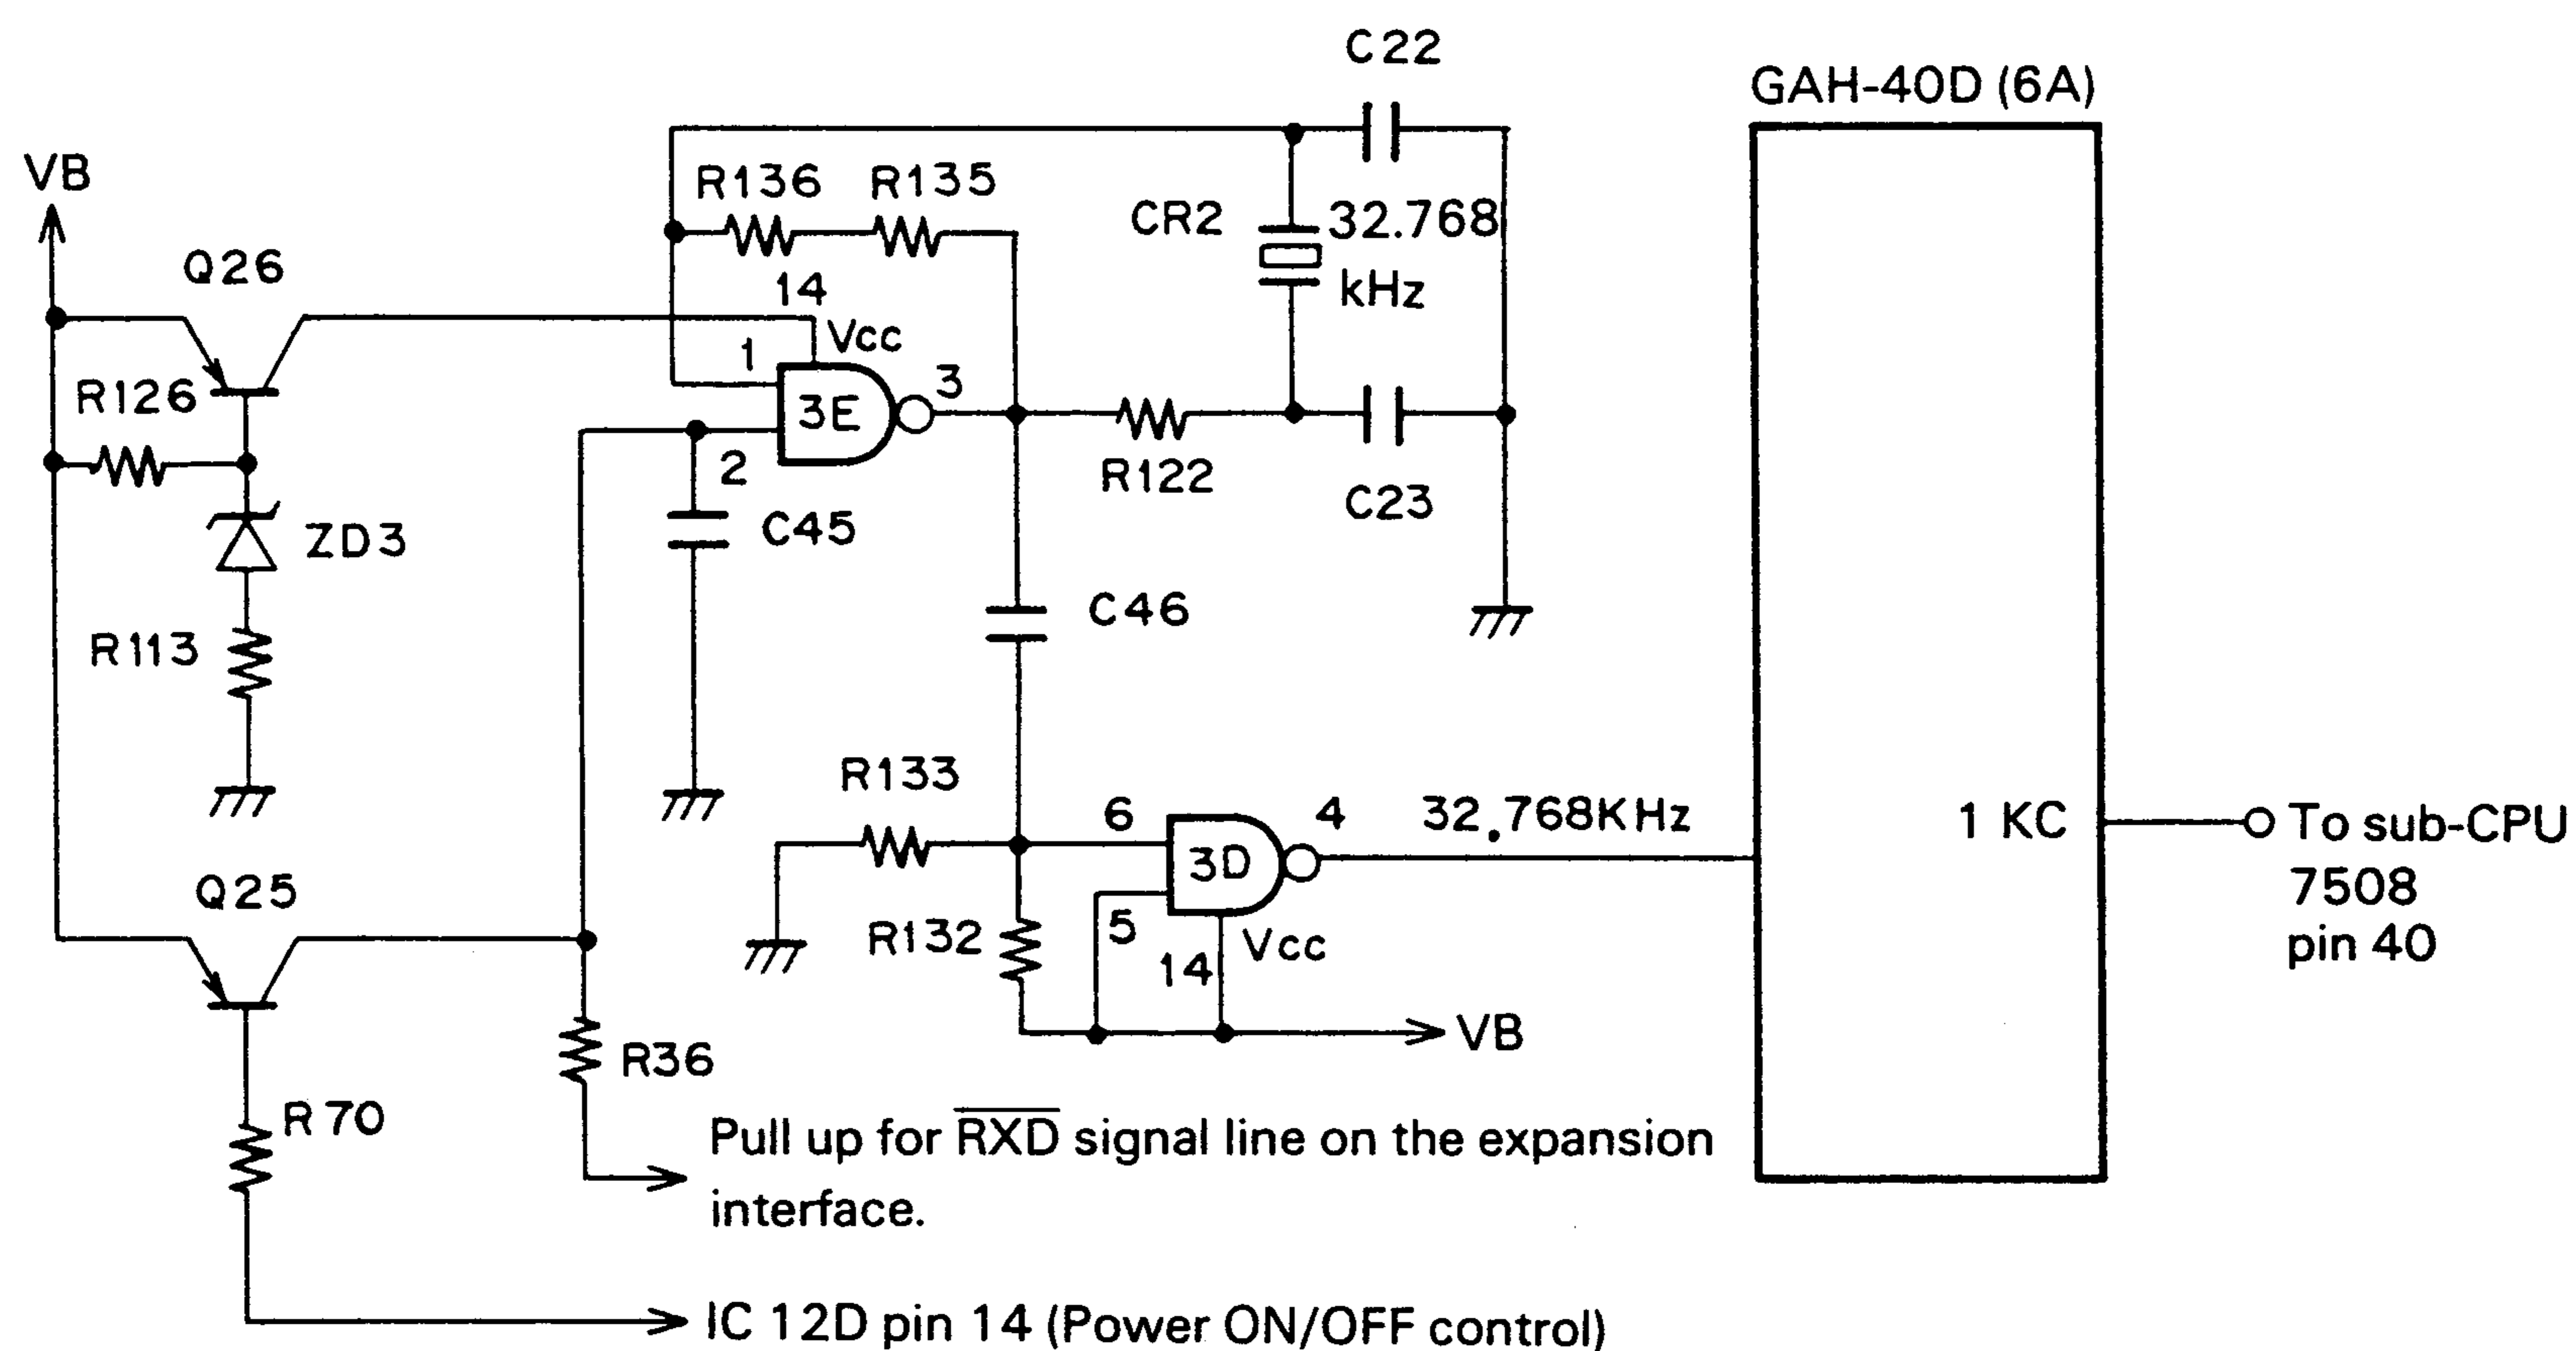 C22
GAH-40D (6A)
VB
R136 R135
CR2 32.768
kHz
Q26
14
Vcc
1
3
R126
3E
2
R122
C23
C45
ZD3
C46
R113
R133
6
4
32.768KHz
1 KC
To sub-CPU
7508
pin 40
3D
Q25
5
R132
Vcc
14
VB
R36
R70
Pull up for RXD signal line on the expansion
interface.
IC 12D pin 14 (Power ON/OFF control)